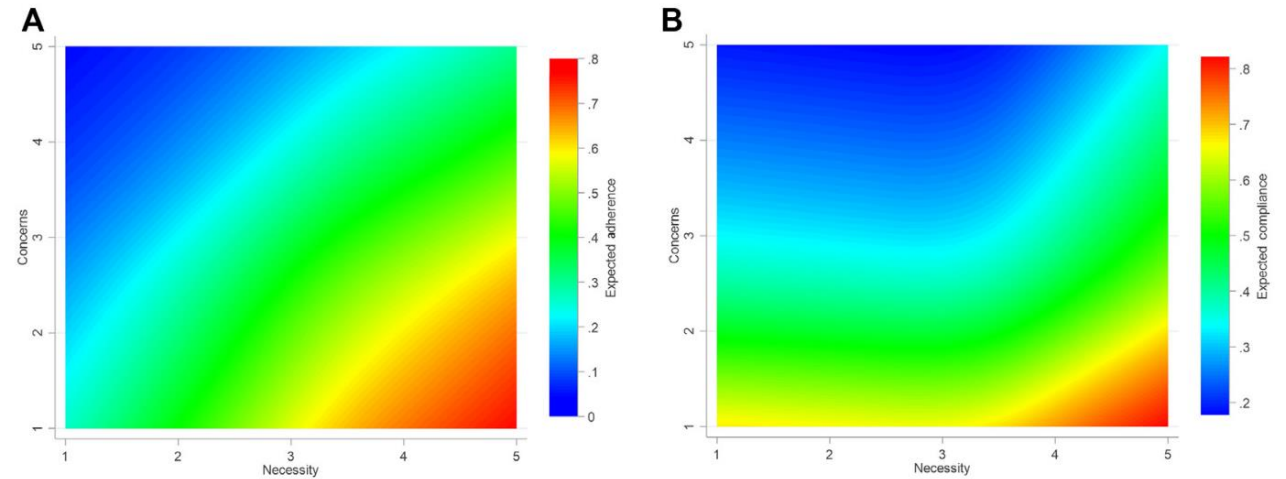 A
5
4
3
2
1
Concerns
1 2 3 4 5
Necessity
.8
.7
.6
.5
.4
.3
.2
.1
0
Expected adherence
B
5
4
3
2
1
Concerns
1 2 3 4 5
Necessity
.8
.7
.6
.5
.4
.3
.2
Expected compliance